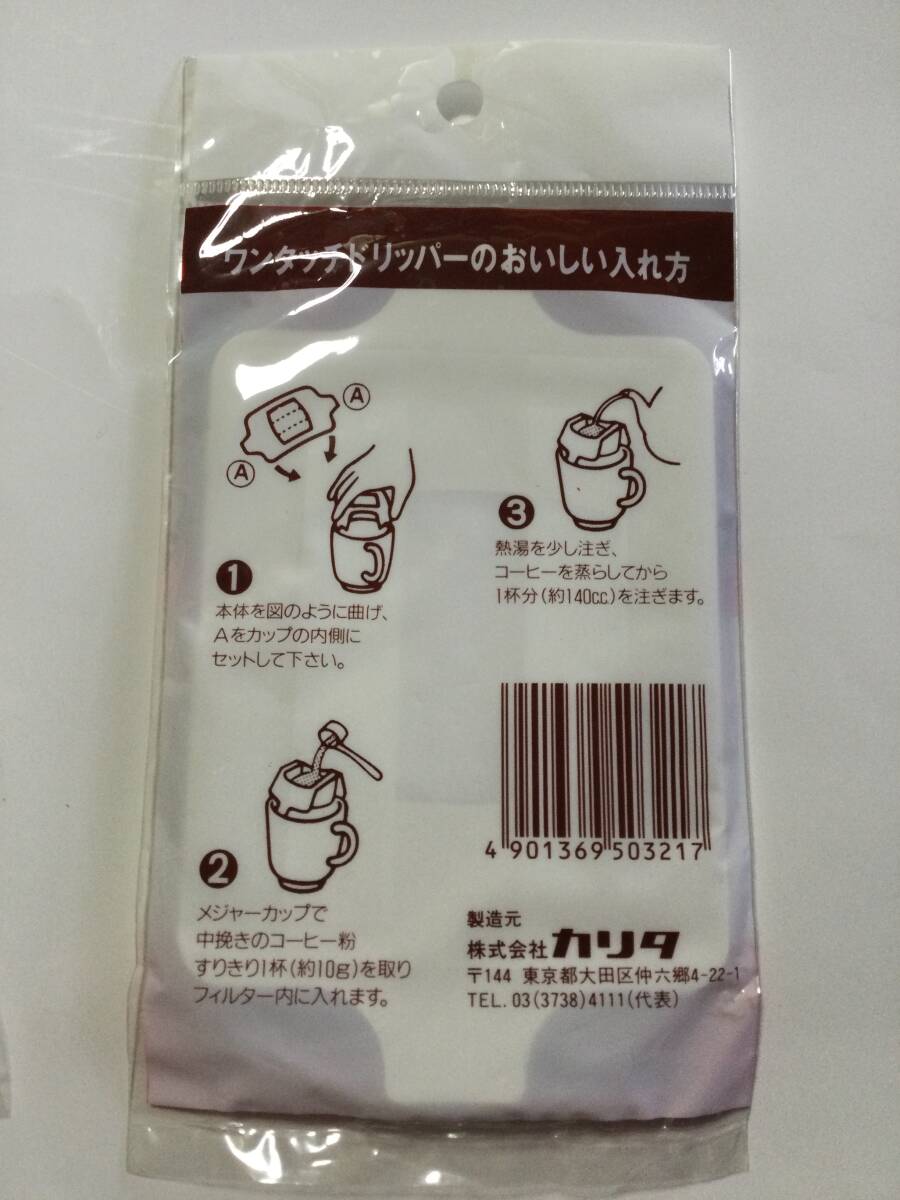 ワンタッチドリッパーのおいしい入れ方
A
A
1
本体を図のように曲げ、
Aをカップの内側に
セットして下さい。
2
メジャーカップで
中挽きのコーヒー粉
すりきり1杯(約10g)を取り
フィルター内に入れます。
3
熱湯を少し注ぎ、
コーヒーを蒸らしてから
1杯分(約140cc)を注ぎます。
4 901369 503217
製造元
株式会社 カリタ
〒144 東京都大田区仲六郷4-22-1
TEL. 03(3738)4111(代表)